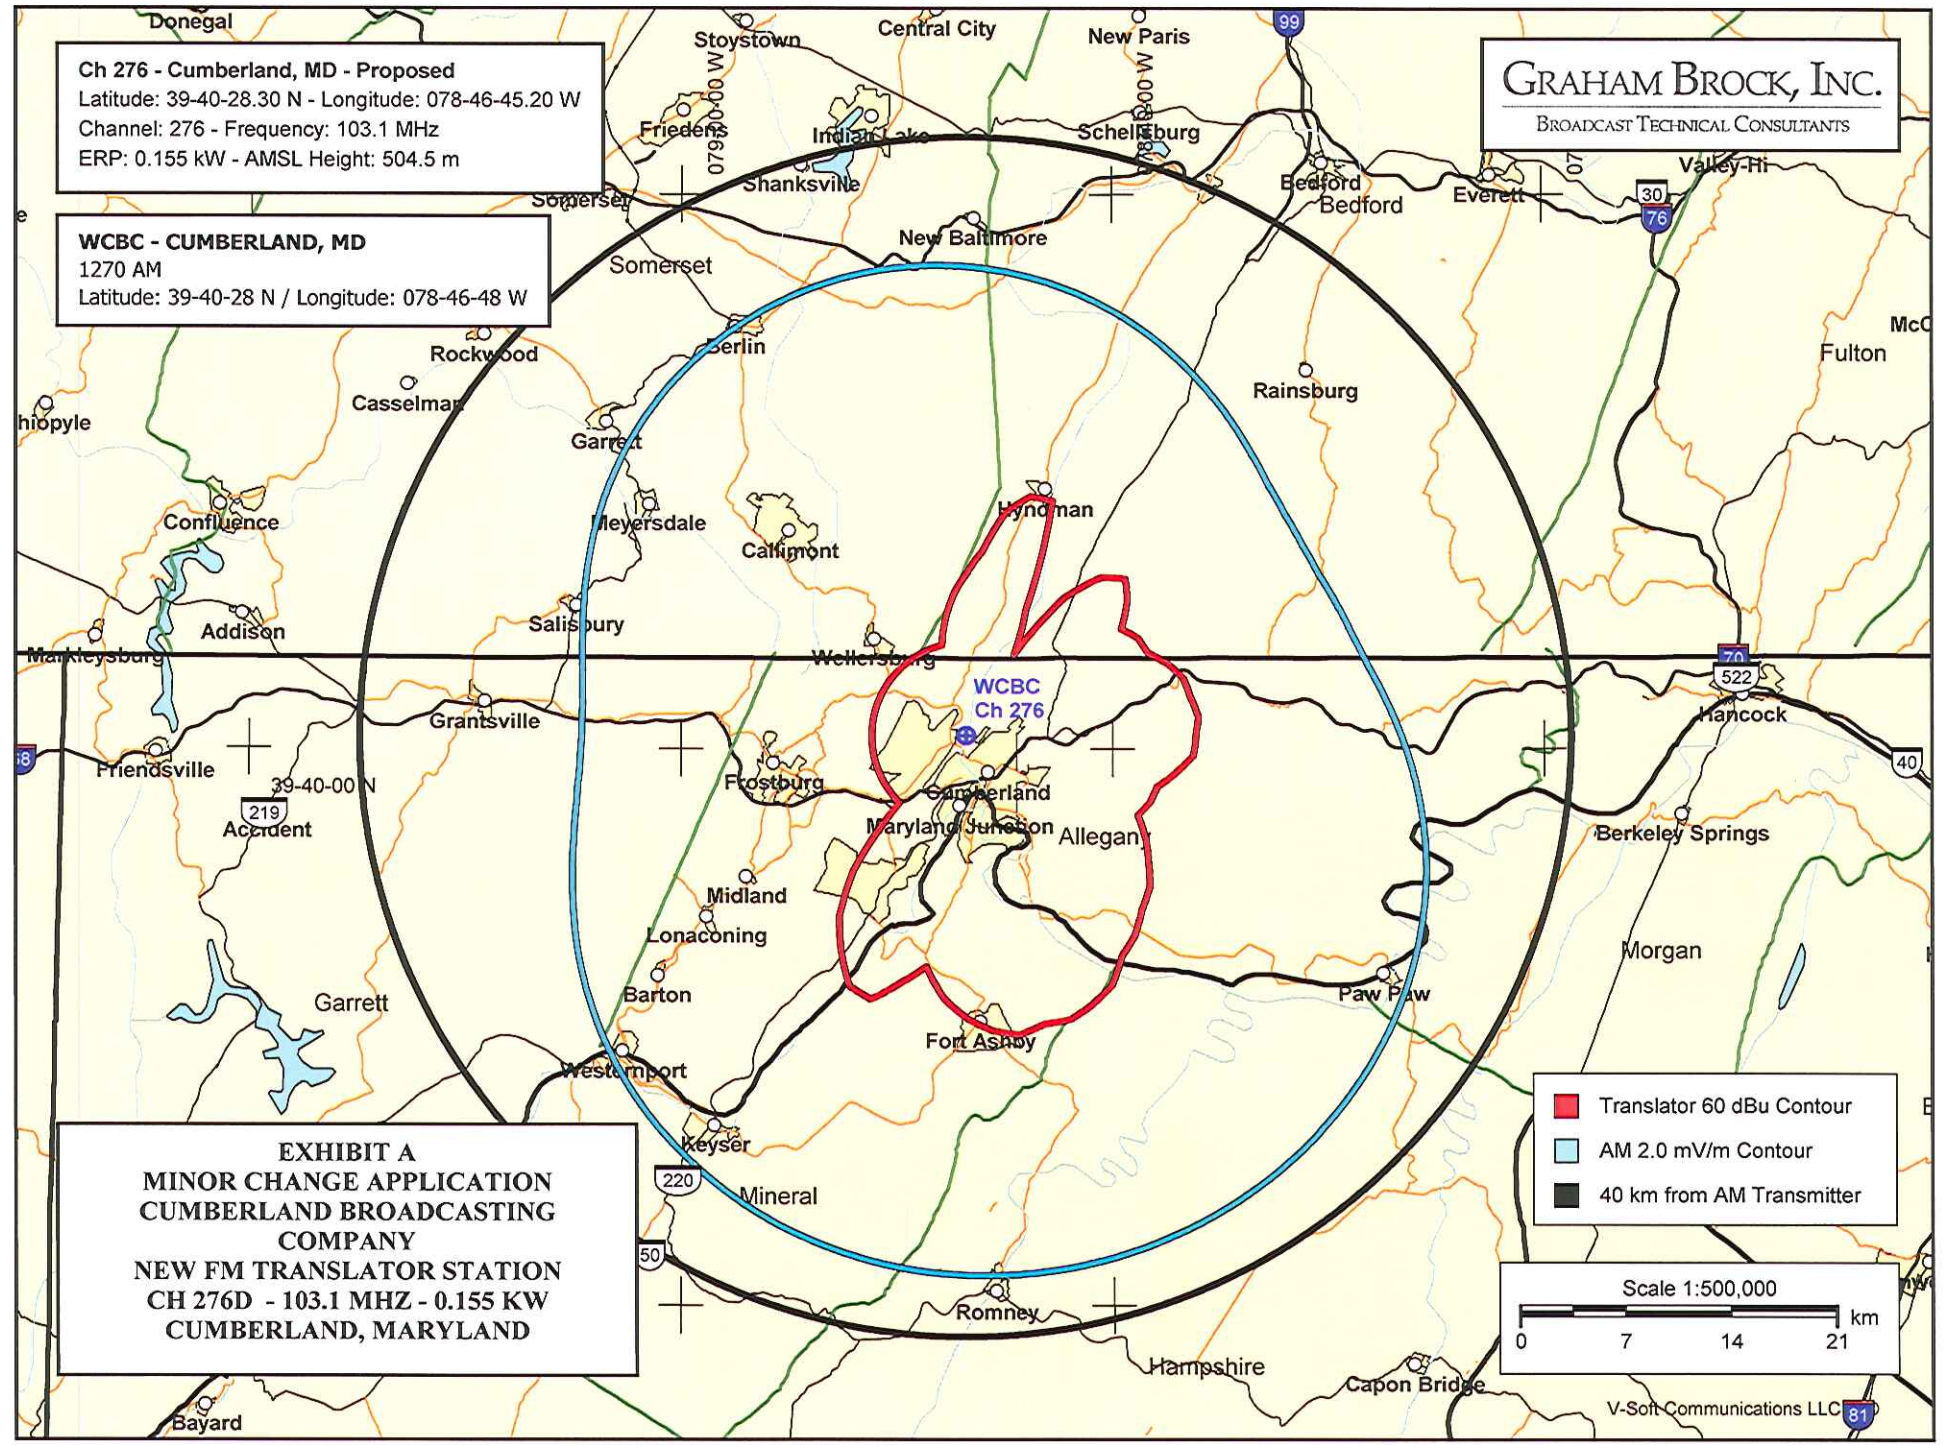 Donegal
Stoystown
Central City
New Paris
99
Ch 276 - Cumberland, MD - Proposed
Latitude: 39-40-28.30 N - Longitude: 078-46-45.20 W
Channel: 276 - Frequency: 103.1 MHz
ERP: 0.155 kW - AMSL Height: 504.5 m
GRAHAM BROCK, INC.
BROADCAST TECHNICAL CONSULTANTS
Friedens
Indian Lake
Schellsburg
Shanksville
Bedford
Bedford
Everett
Valley-Hi
30
76
Somerset
WCBC - CUMBERLAND, MD
1270 AM
Latitude: 39-40-28 N / Longitude: 078-46-48 W
New Baltimore
Somerset
Rockwood
Berlin
McC
Fulton
Casselman
Rainsburg
hiopyle
Garrett
Confluence
Meyersdale
Callimont
Hyndman
Addison
Salisbury
Markleysburg
Wellersburg
70
522
WCBC
Ch 276
Grantsville
Hancock
68
Friendsville
39-40-00 N
Frostburg
Cumberland
40
219
Accident
Maryland Junction
Allegany
Berkeley Springs
Midland
Lonaconing
Morgan
Barton
Paw Paw
Garrett
Fort Ashby
Westernport
Keyser
220
Mineral
50
Romney
Hampshire
Capon Bridge
Bayard
EXHIBIT A
MINOR CHANGE APPLICATION
CUMBERLAND BROADCASTING
COMPANY
NEW FM TRANSLATOR STATION
CH 276D - 103.1 MHZ - 0.155 KW
CUMBERLAND, MARYLAND
Translator 60 dBu Contour
AM 2.0 mV/m Contour
40 km from AM Transmitter
Scale 1:500,000
km
0 7 14 21
V-Soft Communications LLC
81